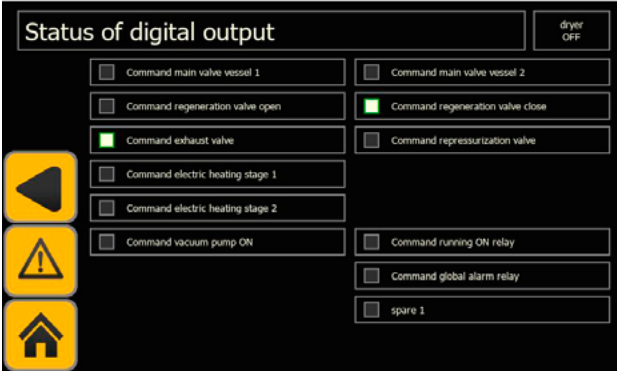 Status of digital output
dryer
OFF
Command main valve vessel 1
Command main valve vessel 2
Command regeneration valve open
Command regeneration valve close
Command exhaust valve
Command repressurization valve
Command electric heating stage 1
Command electric heating stage 2
Command vacuum pump ON
Command running ON relay
Command global alarm relay
spare 1